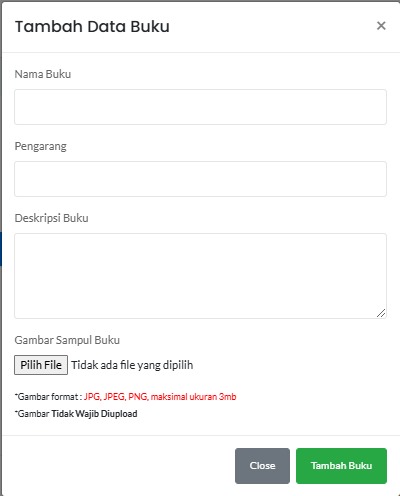 Tambah Data Buku ×
Nama Buku
Pengarang
Deskripsi Buku
Gambar Sampul Buku
Pilih File Tidak ada file yang dipilih
*Gambar format : JPG, JPEG, PNG, maksimal ukuran 3mb
*Gambar Tidak Wajib Diupload
Close Tambah Buku